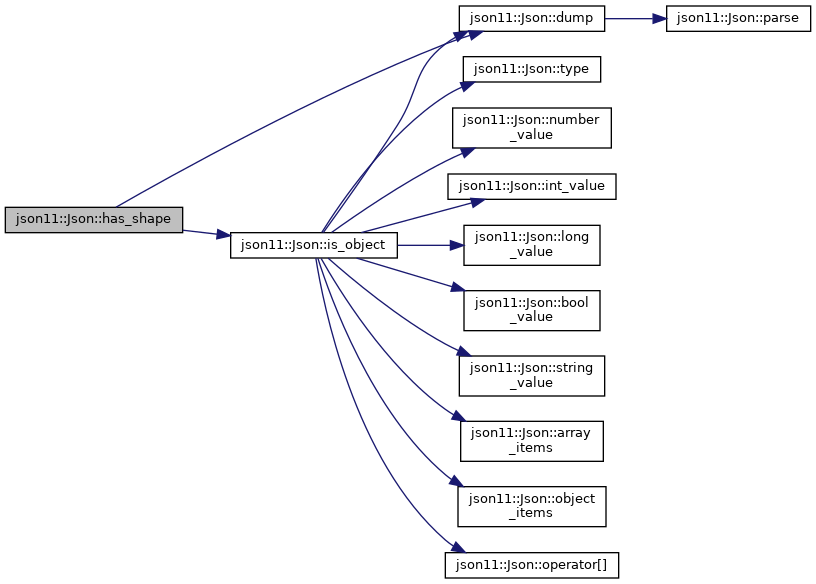 json11::Json::has_shape
json11::Json::is_object
json11::Json::dump
json11::Json::parse
json11::Json::type
json11::Json::number
_value
json11::Json::int_value
json11::Json::long
_value
json11::Json::bool
_value
json11::Json::string
_value
json11::Json::array
_items
json11::Json::object
_items
json11::Json::operator[]